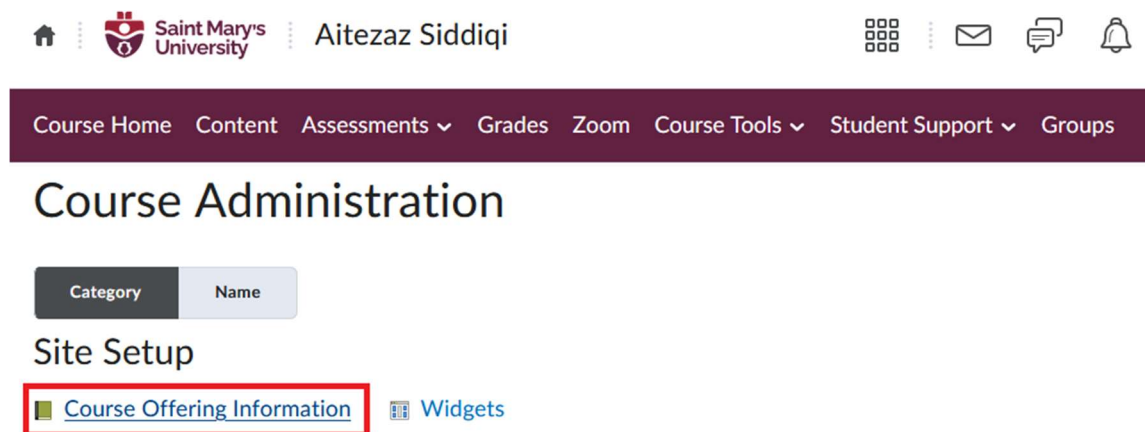 Saint Mary's
University
Aitezaz Siddiqi
Course Home Content Assessments Grades Zoom Course Tools Student Support Groups
Course Administration
Category Name
Site Setup
Course Offering Information Widgets